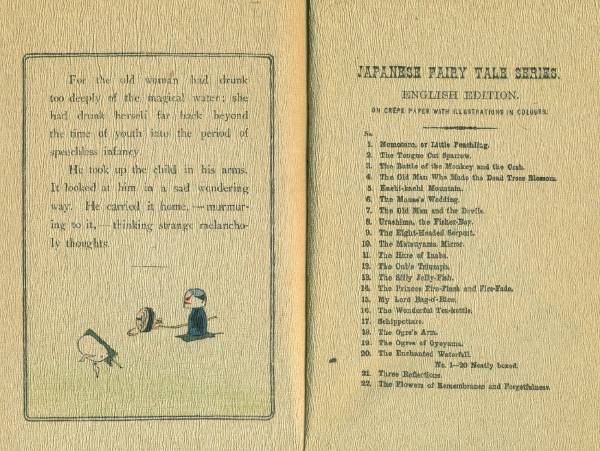 For the old woman had drunk
too deeply of the magical water: she
had drunk herself far back beyond
the time of youth into the period of
speechless infancy.
He took up the child in his arms.
It looked at him in a sad wondering
way. He carried it home, — murmur-
ing to it, — thinking strange melancho-
ly thoughts.
JAPANESE FAIRY TALE SERIES.
ENGLISH EDITION.
ON CRÊPE PAPER WITH ILLUSTRATIONS IN COLOURS.
No.
1. Momotaro, or Little Peachling.
2. The Tongue Cut Sparrow.
3. The Battle of the Monkey and the Crab.
4. The Old Man Who Made the Dead Trees Blossom.
5. Kachi-kachi Mountain.
6. The Mouse's Wedding.
7. The Old Man and the Devils.
8. Urashima, the Fisher-Boy.
9. The Eight-Headed Serpent.
10. The Matsuyama Mirror.
11. The Hare of Inaba.
12. The Cub's Triumph.
13. The Silly Jelly-Fish.
14. The Princes Fire-Flash and Fire-Fade.
15. My Lord Bag-o'-Rice.
16. The Wonderful Tea-kettle.
17. Schippeitaro.
18. The Ogre's Arm.
19. The Ogres of Oyeyama.
20. The Enchanted Waterfall.
No. 1—20 Neatly boxed.
21. Three Reflections.
22. The Flowers of Remembrance and Forgetfulness.